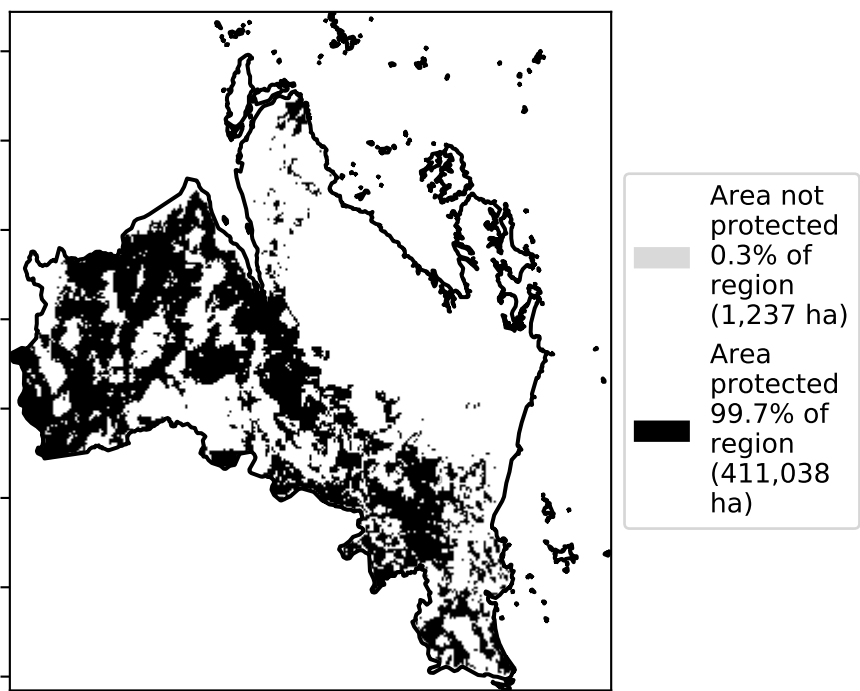 Area not
protected
0.3% of
region
(1,237 ha)
Area
protected
99.7% of
region
(411,038
ha)